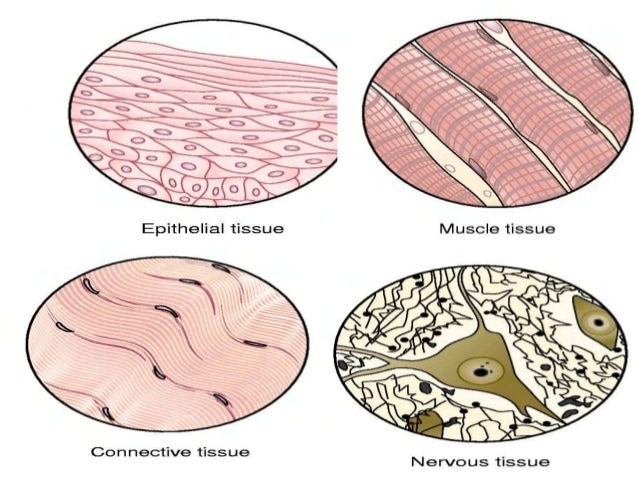 Epithelial tissue
Muscle tissue
Connective tissue
Nervous tissue